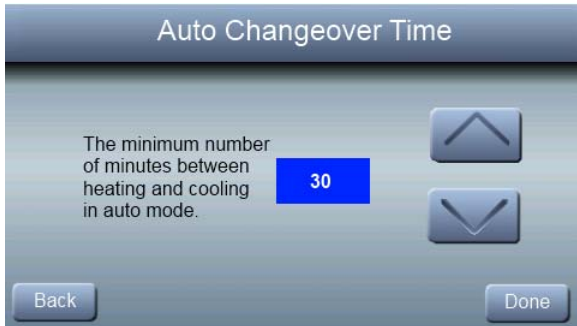 Auto Changeover Time
The minimum number
of minutes between
heating and cooling
in auto mode.
30
Back
Done